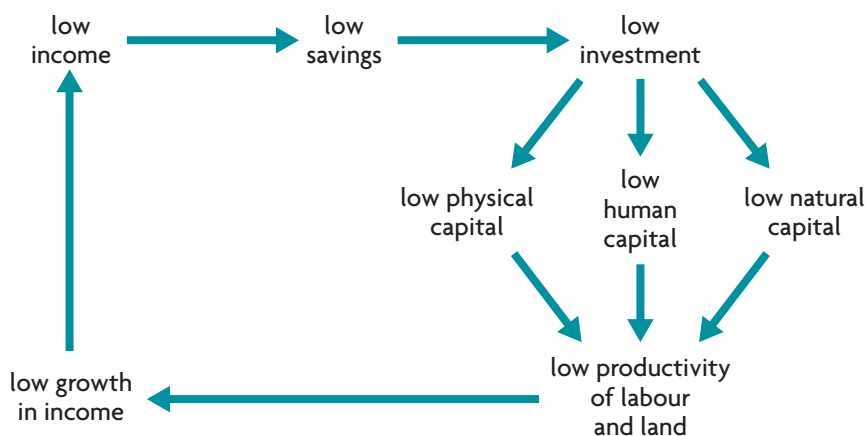 low
income
low
savings
low
investment
low physical
capital
low
human
capital
low natural
capital
low growth
in income
low productivity
of labour
and land